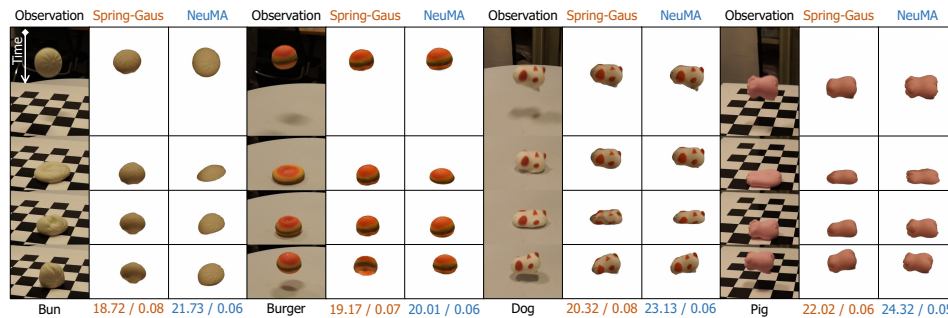 Observation Spring-Gaus NeuMA Observation Spring-Gaus NeuMA Observation Spring-Gaus NeuMA Observation Spring-Gaus NeuMA
Time
Bun 18.72 / 0.08 21.73 / 0.06 Burger 19.17 / 0.07 20.01 / 0.06 Dog 20.32 / 0.08 23.13 / 0.06 Pig 22.02 / 0.06 24.32 / 0.05